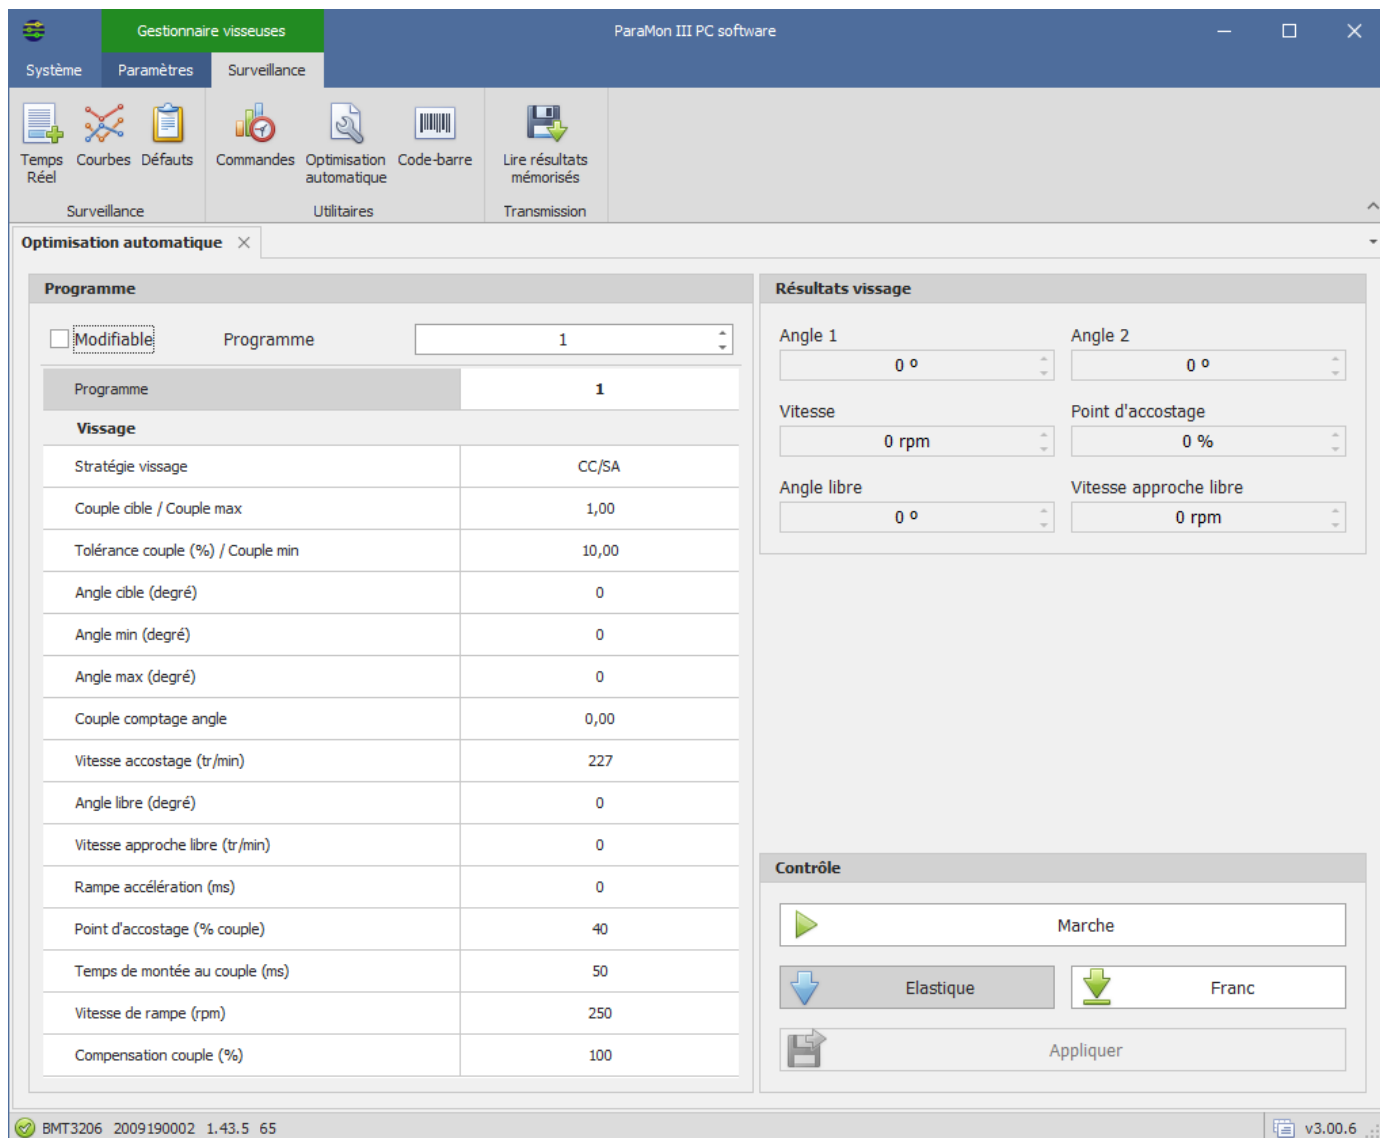 Gestionnaire visseuses
ParaMon III PC software
Système Paramètres Surveillance
Temps Réel
Courbes
Défauts
Commandes
Optimisation automatique
Code-barre
Lire résultats mémorisés
Surveillance
Utilitaires
Transmission
Optimisation automatique
Programme
Modifiable
Programme 1
Programme 1
Vissage
Stratégie vissage CC/SA
Couple cible / Couple max 1,00
Tolérance couple (%) / Couple min 10,00
Angle cible (degré) 0
Angle min (degré) 0
Angle max (degré) 0
Couple comptage angle 0,00
Vitesse accostage (tr/min) 227
Angle libre (degré) 0
Vitesse approche libre (tr/min) 0
Rampe accélération (ms) 0
Point d'accostage (% couple) 40
Temps de montée au couple (ms) 50
Vitesse de rampe (rpm) 250
Compensation couple (%) 100
Résultats vissage
Angle 1 Angle 2
0 º 0 º
Vitesse Point d'accostage
0 rpm 0 %
Angle libre Vitesse approche libre
0 º 0 rpm
Contrôle
Marche
Elastique Franc
Appliquer
BMT3206 2009190002 1.43.5 65
v3.00.6